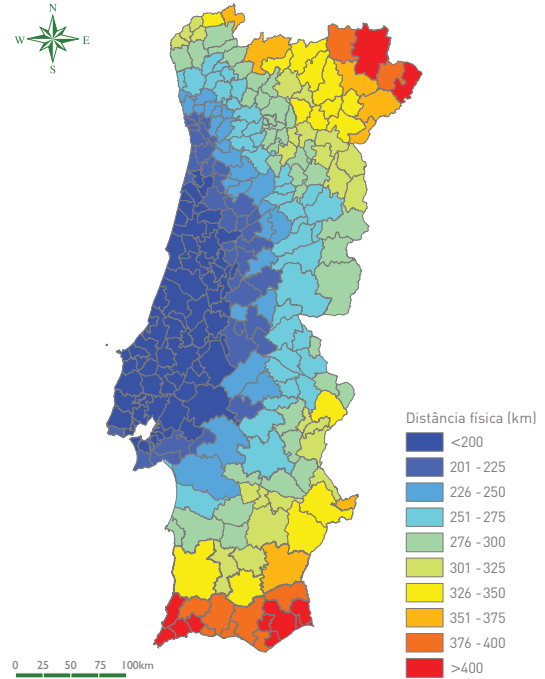 N
W E
S
Distância física (km)
<200
201 - 225
226 - 250
251 - 275
276 - 300
301 - 325
326 - 350
351 - 375
376 - 400
>400
0 25 50 75 100km